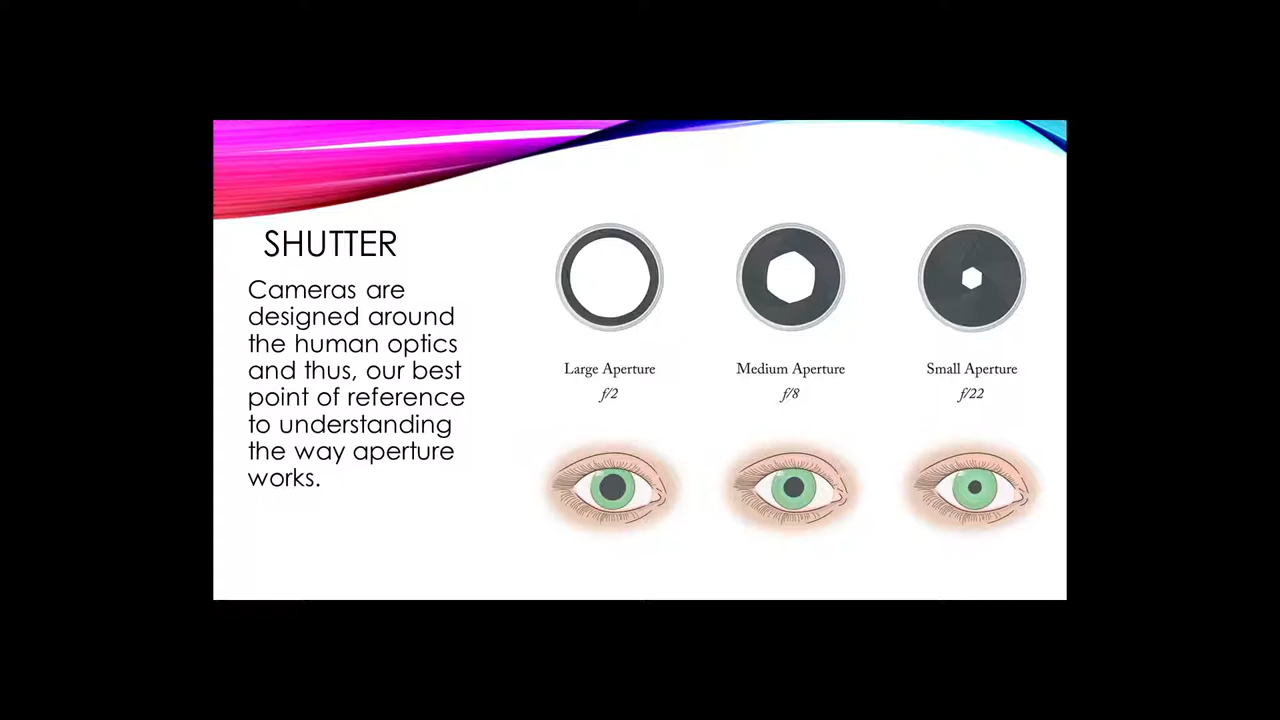 SHUTTER
Cameras are
designed around
the human optics
and thus, our best
point of reference
to understanding
the way aperture
works.
Large Aperture
f/2
Medium Aperture
f/8
Small Aperture
f/22